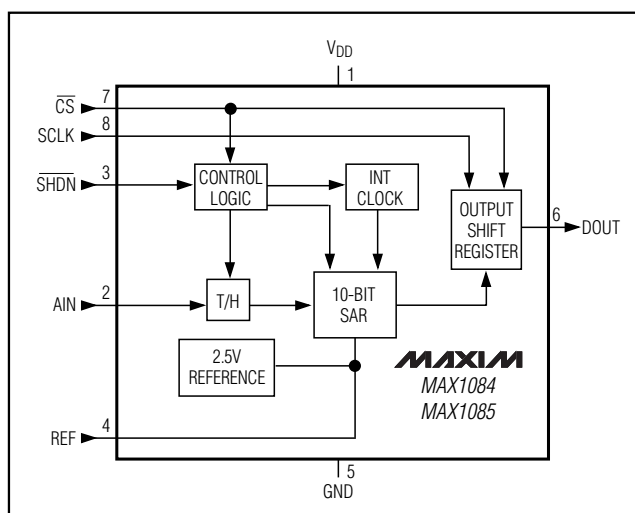 VDD
1
CS
7
SCLK
8
SHDN
3
CONTROL
LOGIC
INT
CLOCK
OUTPUT
SHIFT
REGISTER
6
DOUT
AIN
2
T/H
10-BIT
SAR
2.5V
REFERENCE
MAXIM
MAX1084
MAX1085
REF
4
5
GND